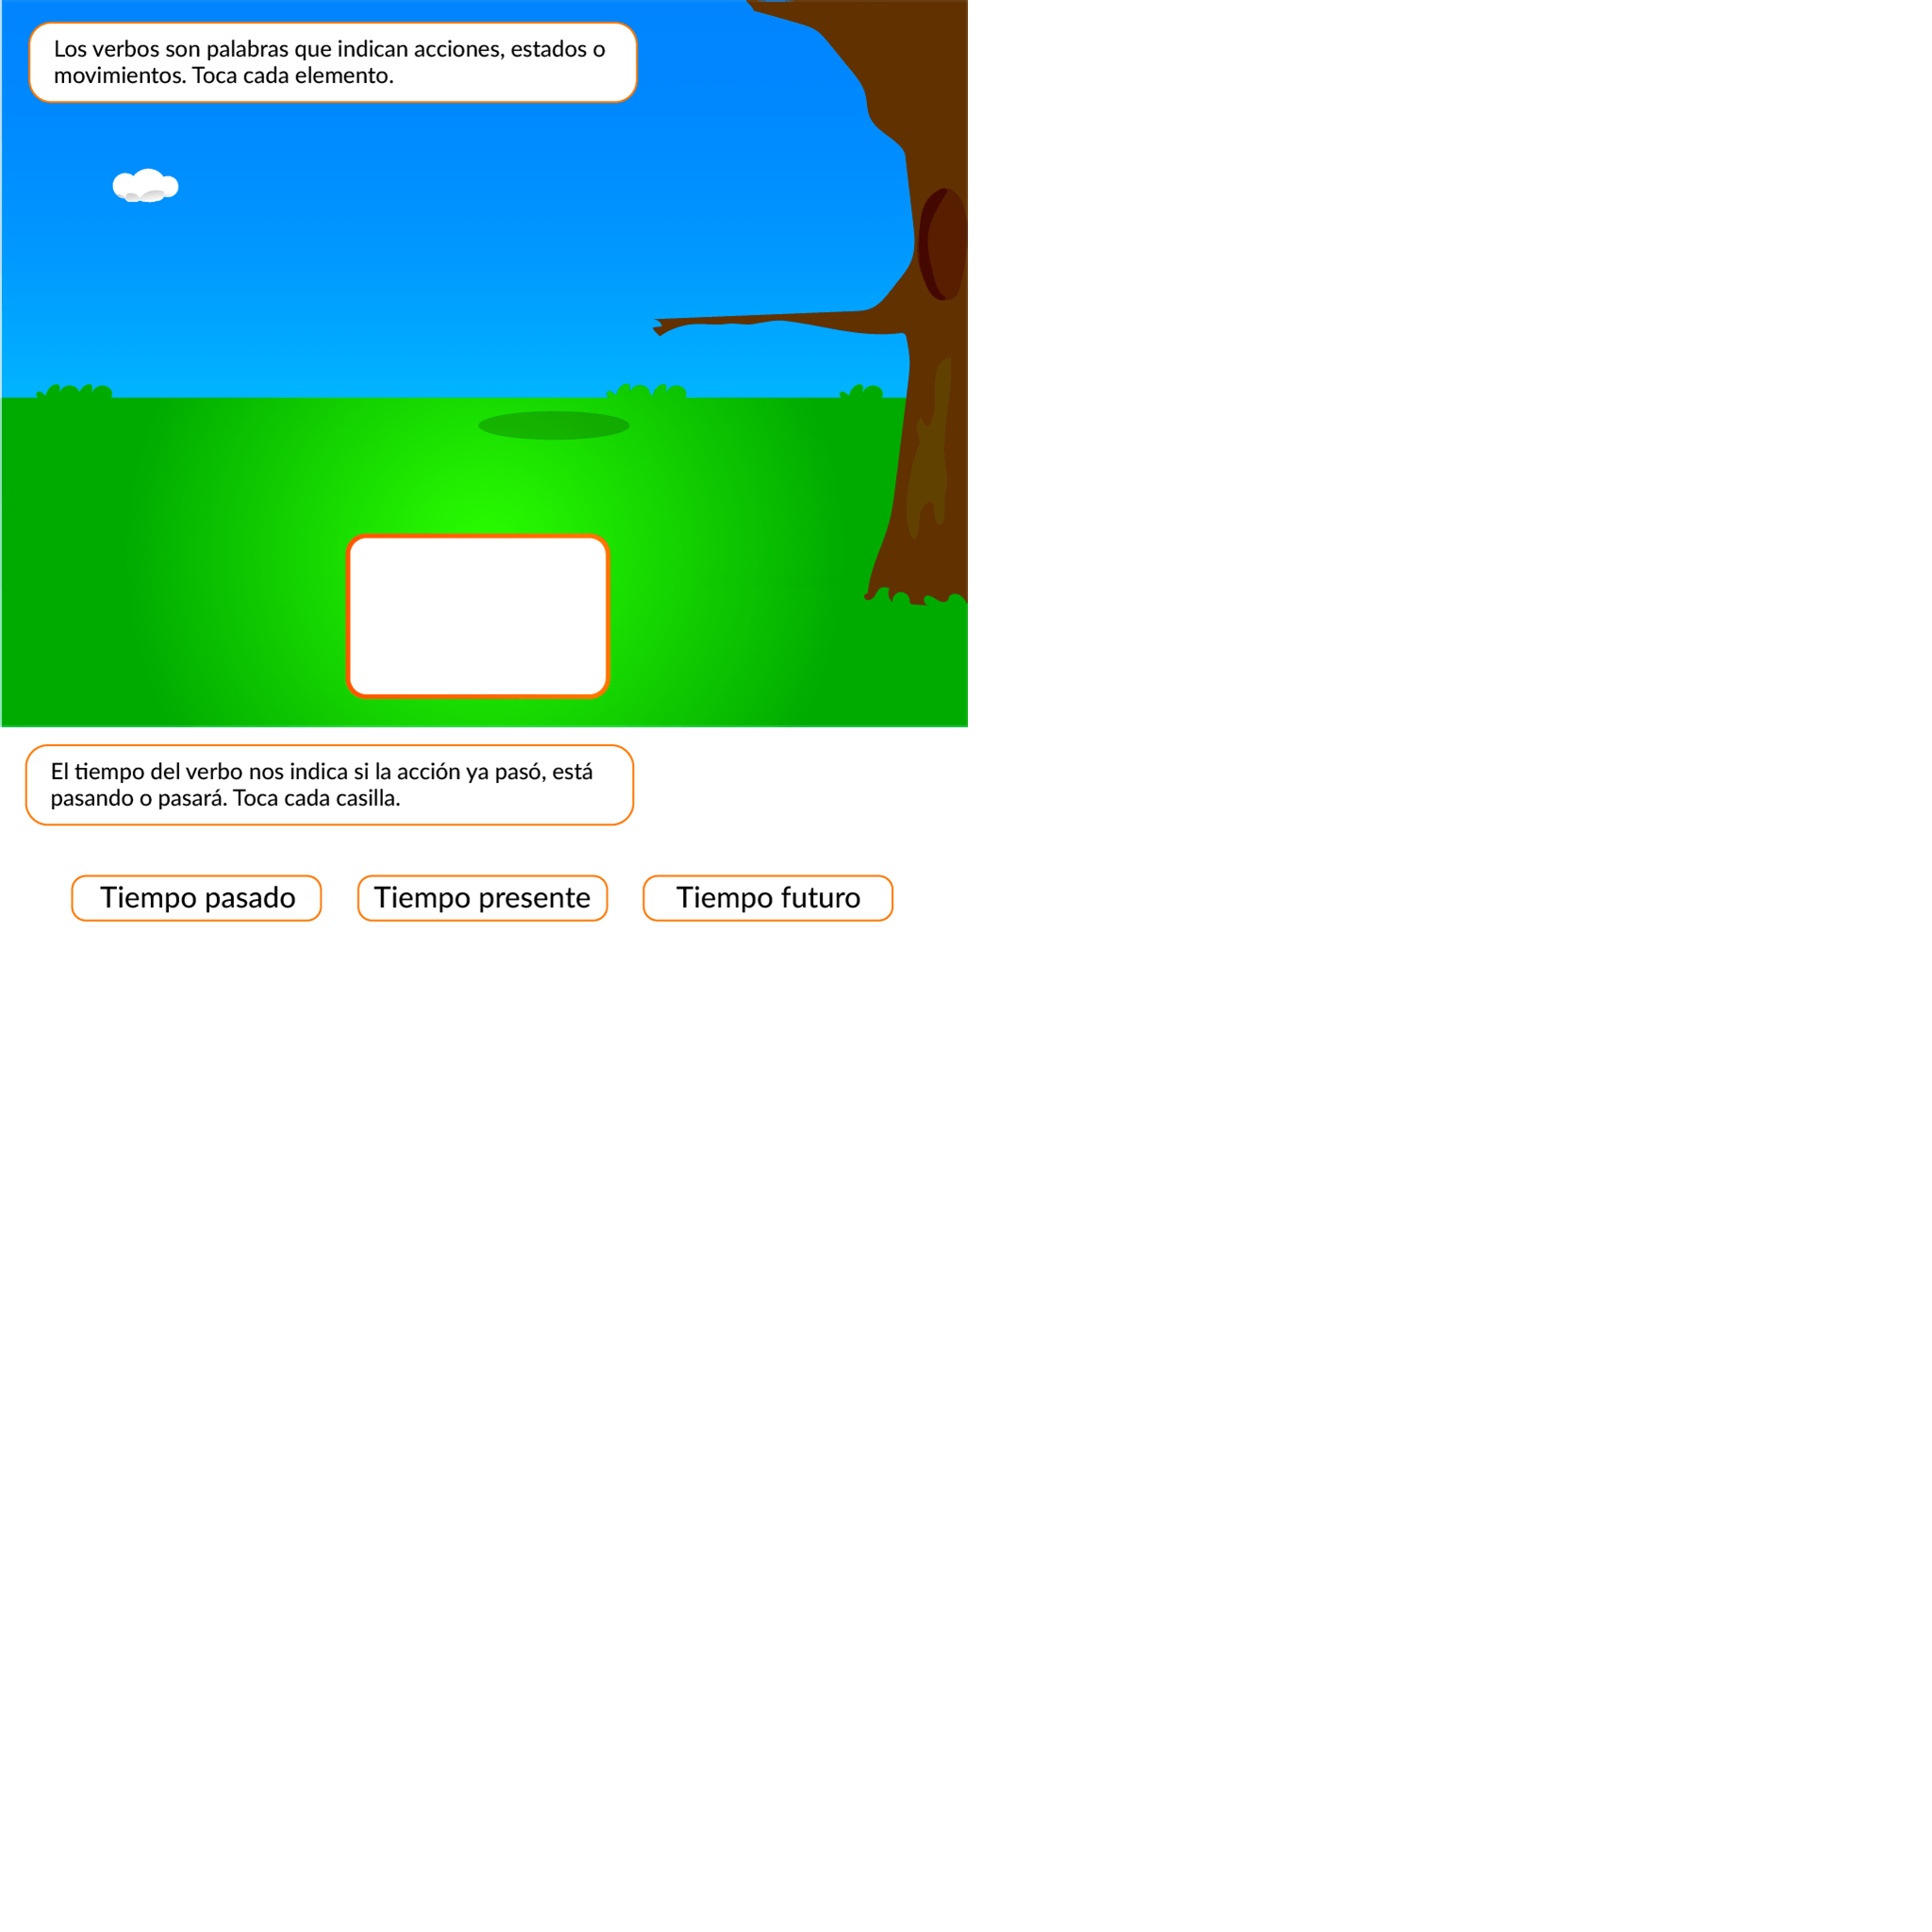 Los verbos son palabras que indican acciones, estados o
movimientos. Toca cada elemento.
El tiempo del verbo nos indica si la acción ya pasó, está
pasando o pasará. Toca cada casilla.
Tiempo pasado
Tiempo presente
Tiempo futuro